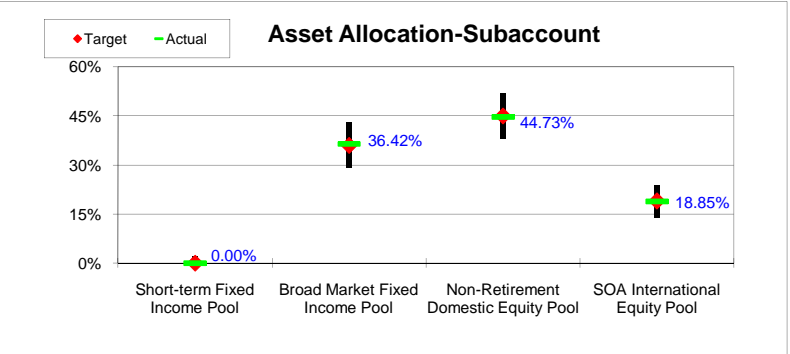 Target Actual
Asset Allocation-Subaccount
60%
45%
30%
15%
0%
0.00%
36.42%
44.73%
18.85%
Short-term Fixed
Income Pool
Broad Market Fixed
Income Pool
Non-Retirement
Domestic Equity Pool
SOA International
Equity Pool